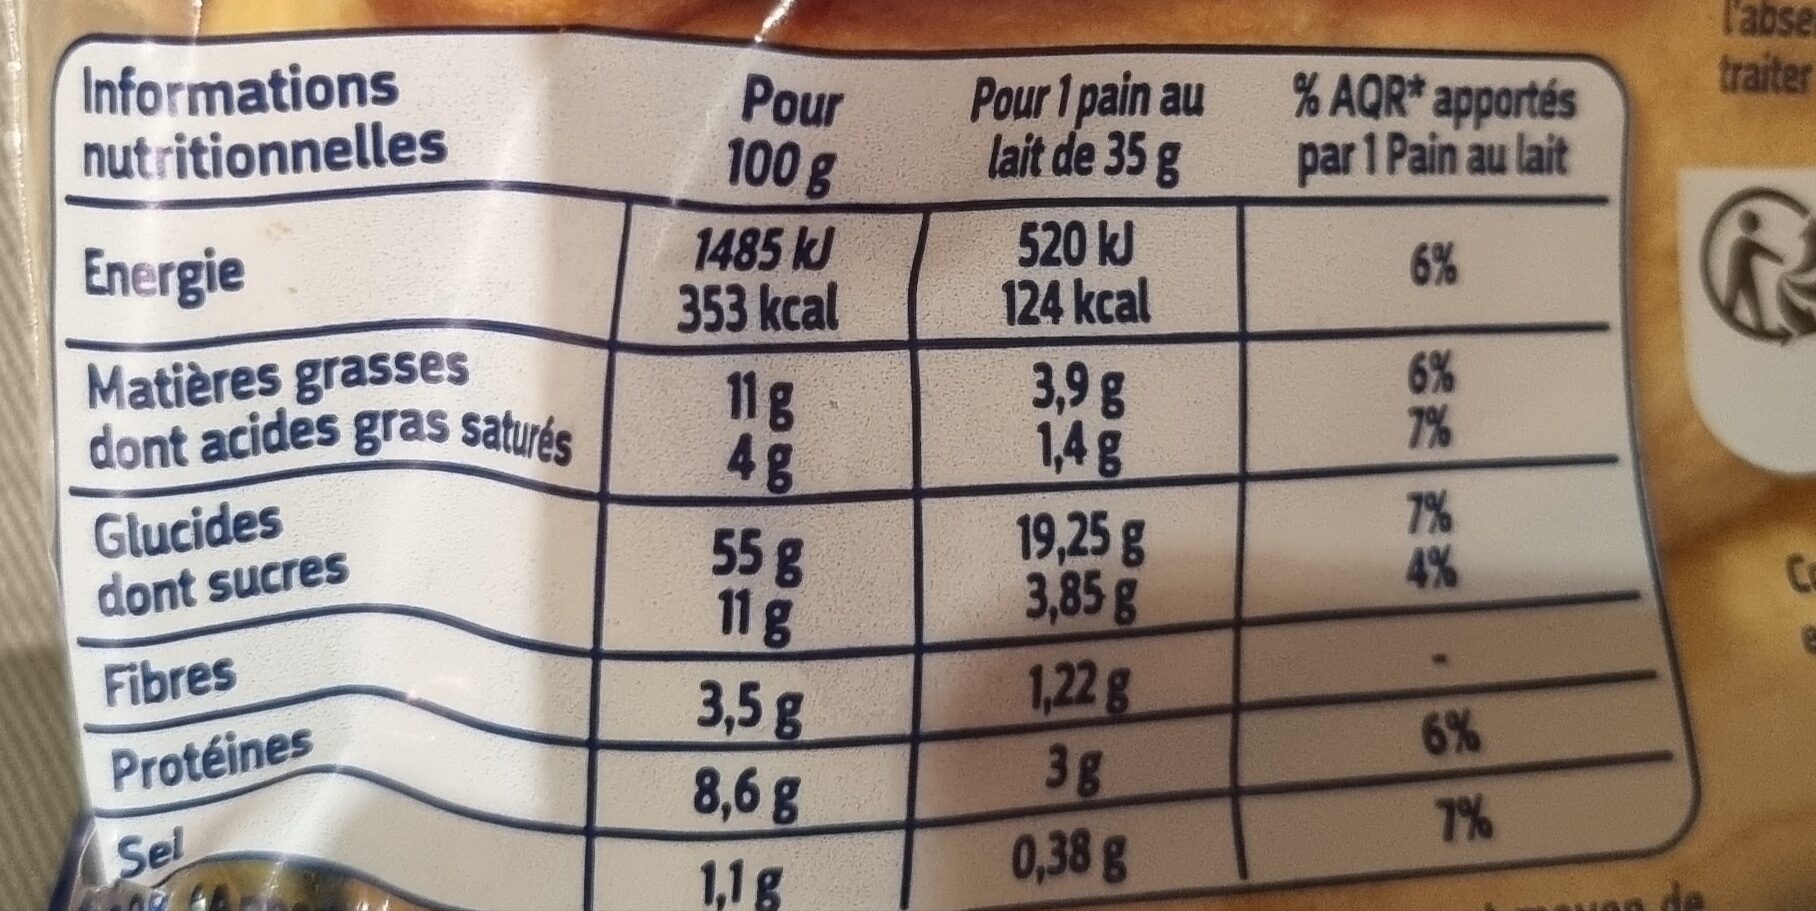 Informations
nutritionnelles
Pour
100 g
Pour 1 pain au
lait de 35 g
% AQR* apportés
par 1 Pain au lait
Energie
1485 kJ
353 kcal
520 kJ
124 kcal
6%
Matières grasses
dont acides gras saturés
11 g
4 g
3,9 g
1,4 g
6%
7%
Glucides
dont sucres
55 g
11 g
19,25 g
3,85 g
7%
4%
Fibres
3,5 g
1,22 g
-
Protéines
8,6 g
3 g
6%
Sel
1,1 g
0,38 g
7%
traiter